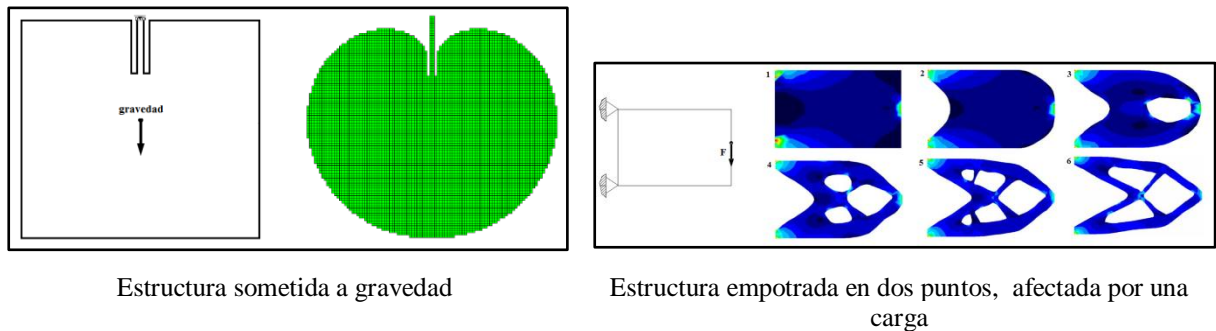 gravedad
1
2
3
F
4
5
6
Estructura sometida a gravedad
Estructura empotrada en dos puntos, afectada por una
carga